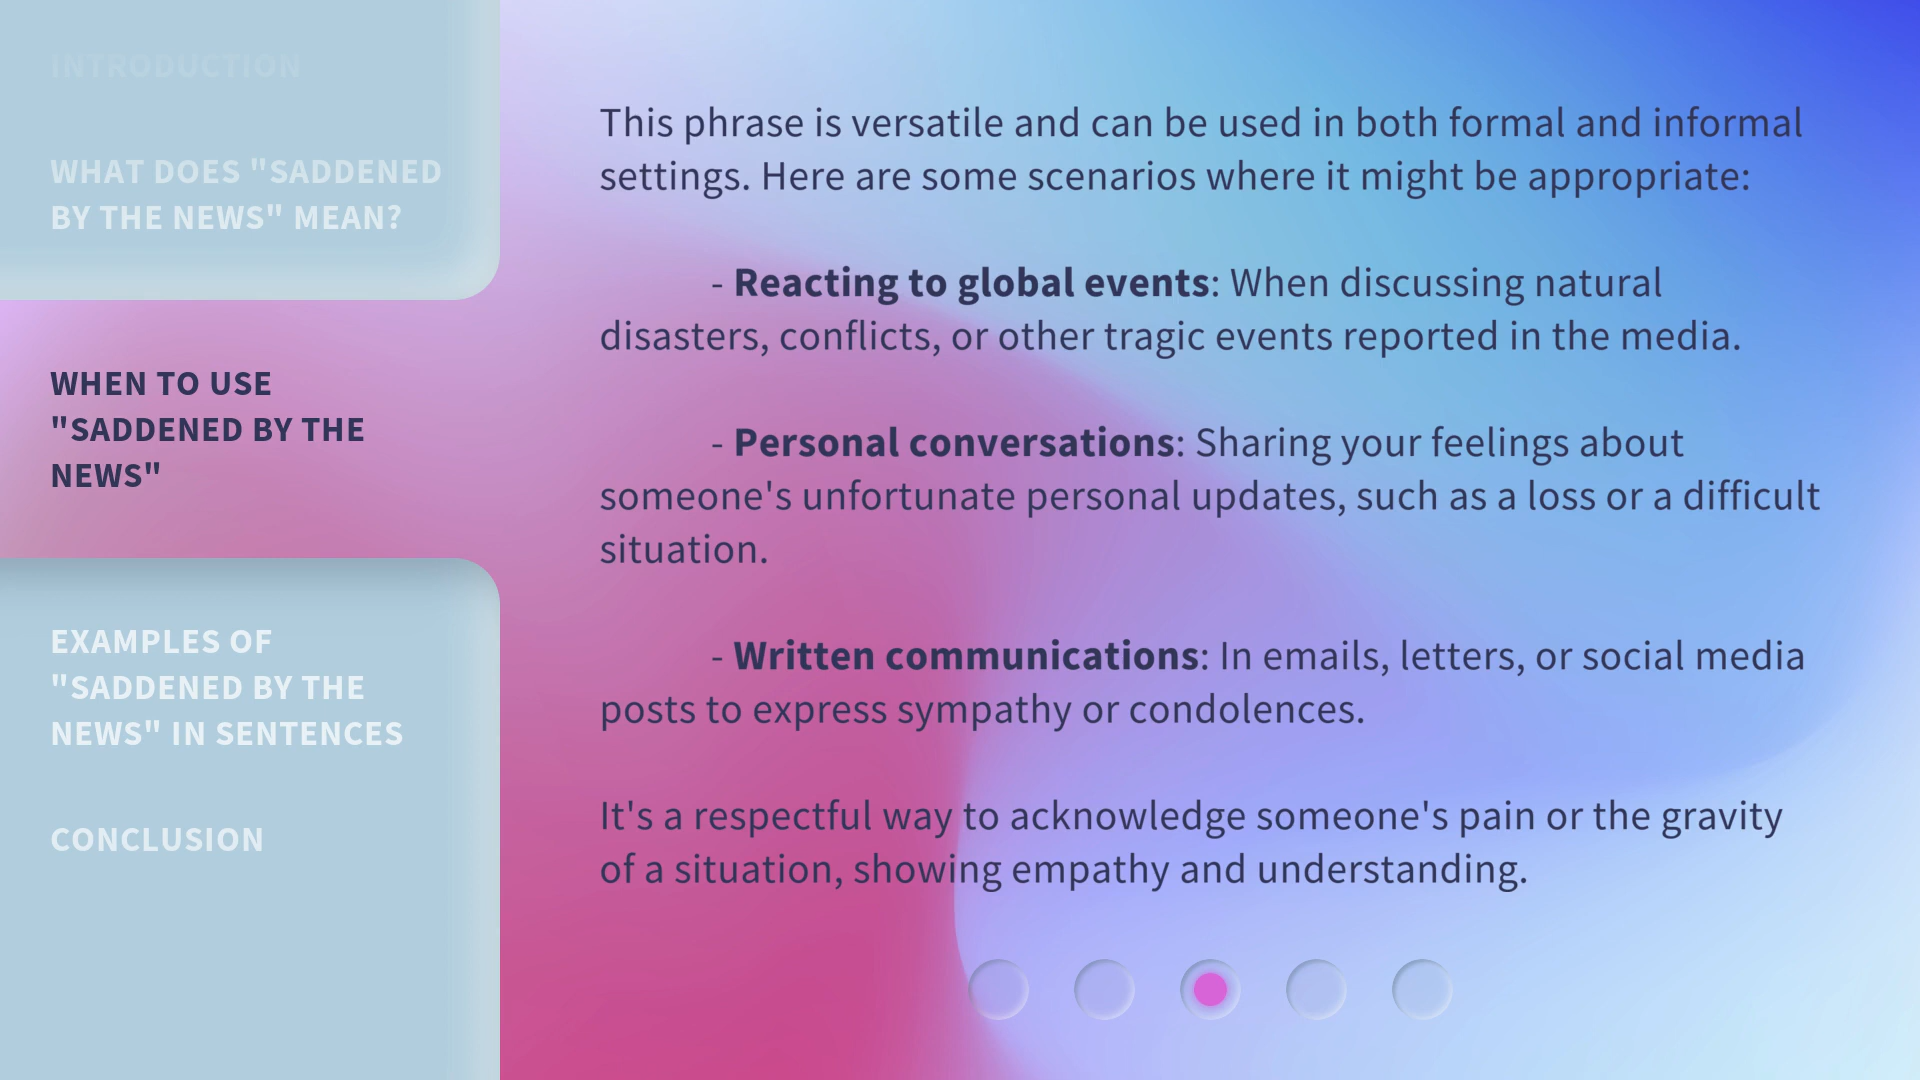 INTRODUCTION
WHAT DOES "SADDENED
BY THE NEWS" MEAN?
WHEN TO USE
"SADDENED BY THE
NEWS"
EXAMPLES OF
"SADDENED BY THE
NEWS" IN SENTENCES
CONCLUSION
This phrase is versatile and can be used in both formal and informal
settings. Here are some scenarios where it might be appropriate:
- Reacting to global events: When discussing natural
disasters, conflicts, or other tragic events reported in the media.
- Personal conversations: Sharing your feelings about
someone's unfortunate personal updates, such as a loss or a difficult
situation.
- Written communications: In emails, letters, or social media
posts to express sympathy or condolences.
It's a respectful way to acknowledge someone's pain or the gravity
of a situation, showing empathy and understanding.